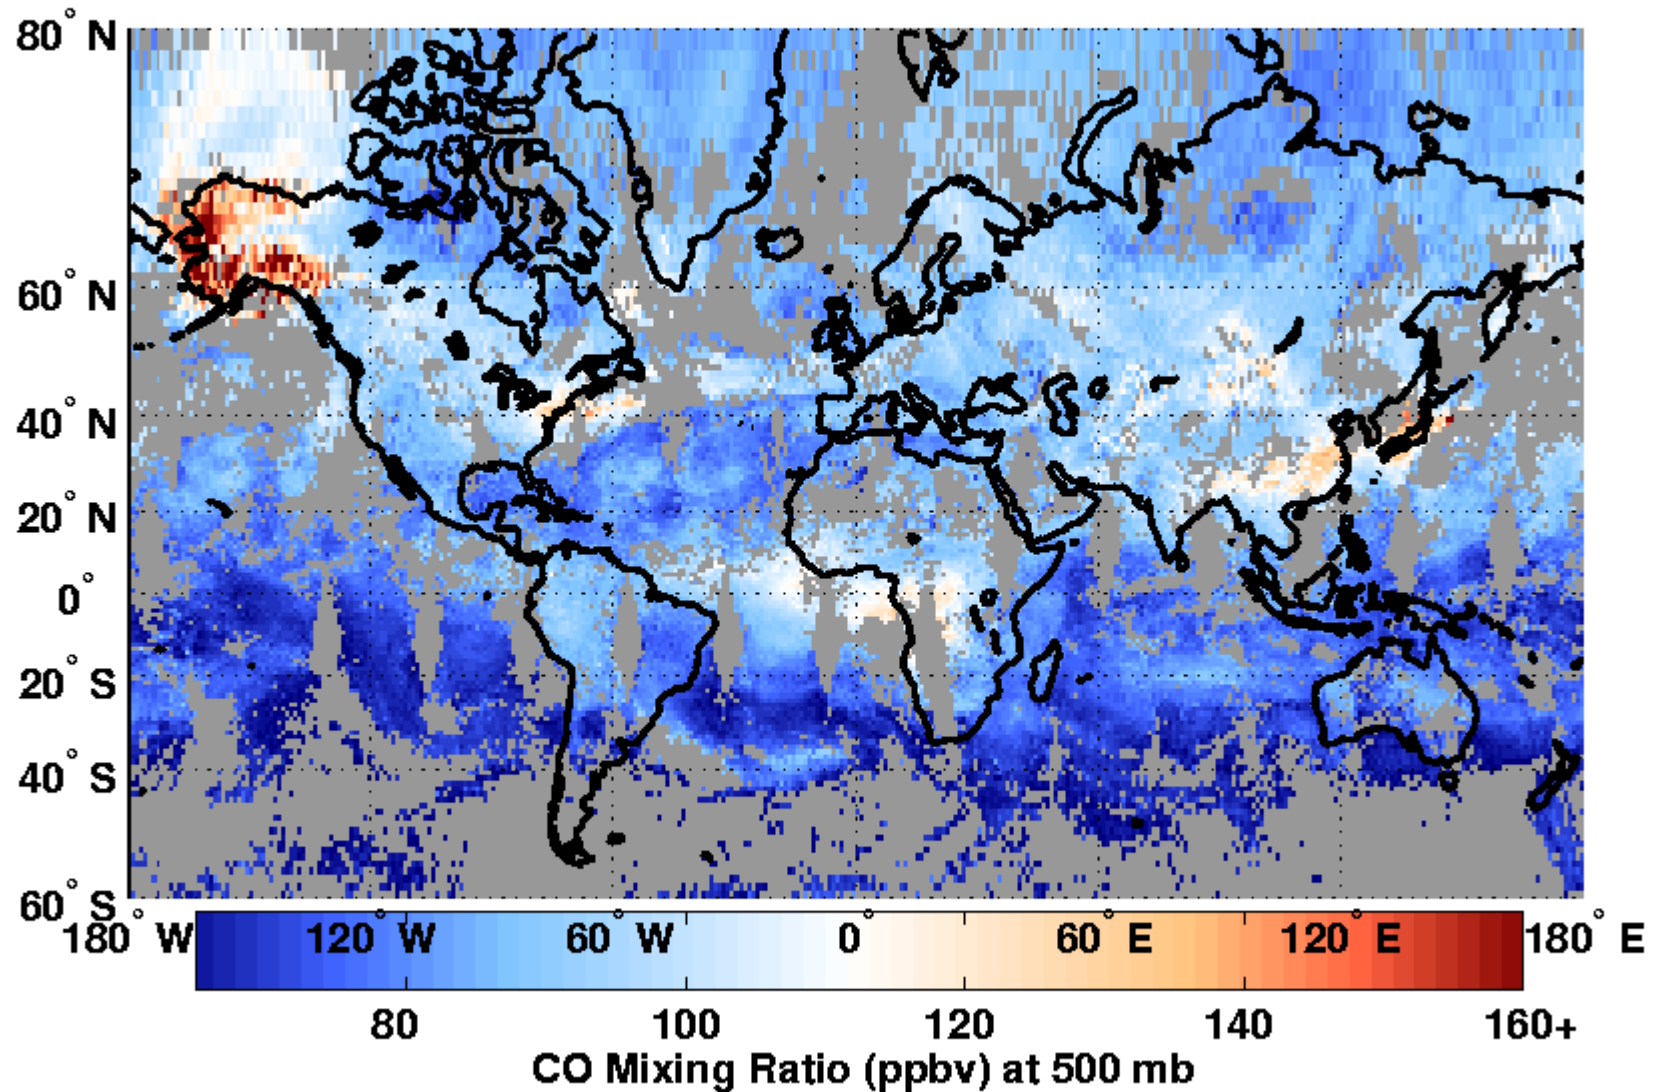 80° N
60° N
40° N
20° N
0°
20° S
40° S
60° S
180° W 120° W 60° W 0° 60° E 120° E 180° E
80 100 120 140 160+
CO Mixing Ratio (ppbv) at 500 mb